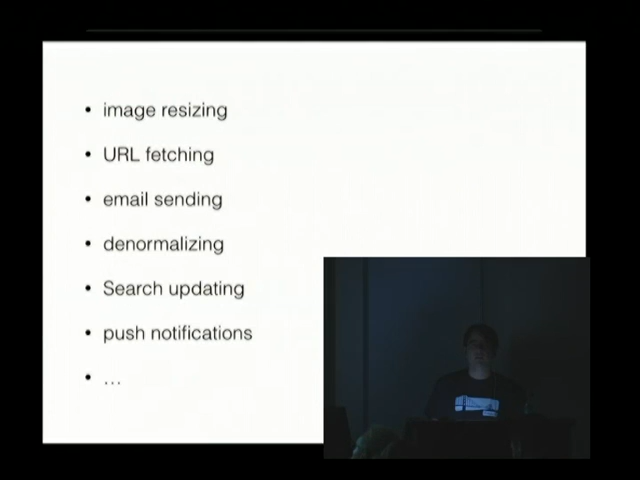 • image resizing
• URL fetching
• email sending
• denormalizing
• Search updating
• push notifications
• …